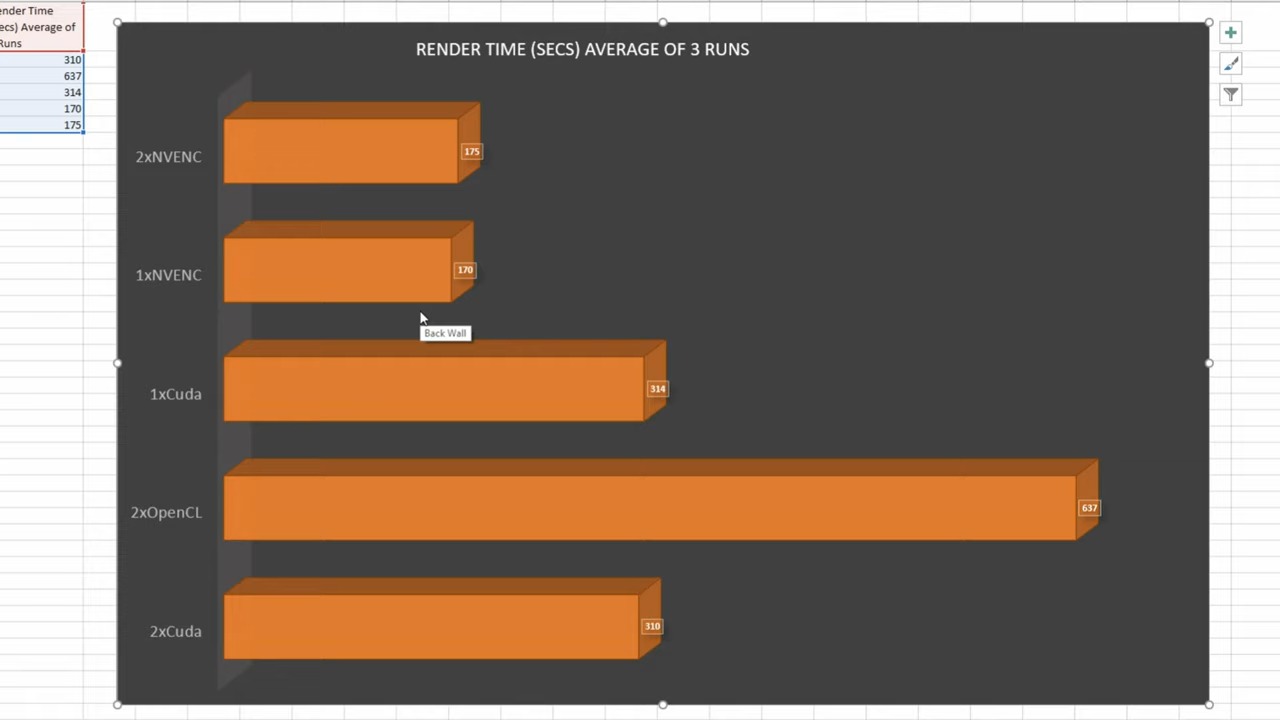 ender Time
ecs) Average of
Runs
310
637
314
170
175
RENDER TIME (SECS) AVERAGE OF 3 RUNS
2xNVENC
175
1xNVENC
170
Back Wall
1xCuda
314
2xOpenCL
637
2xCuda
310